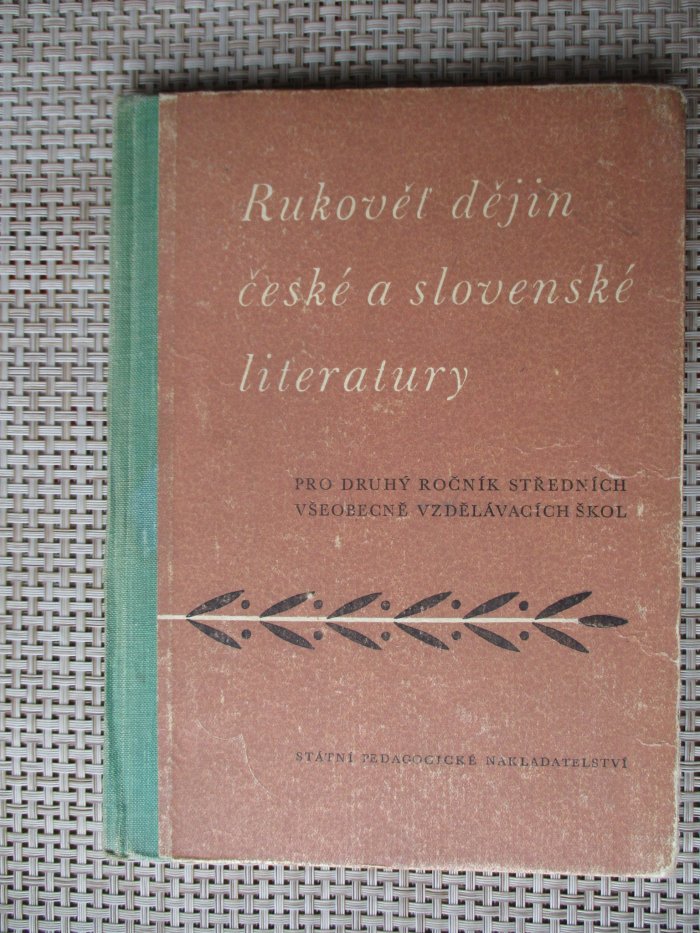 Rukověť dějin
české a slovenské
literatury
PRO DRUHÝ ROČNÍK STŘEDNÍCH
VŠEOBECNĚ VZDĚLÁVACÍCH ŠKOL
STÁTNÍ PEDAGOGICKÉ NAKLADATELSTVÍ